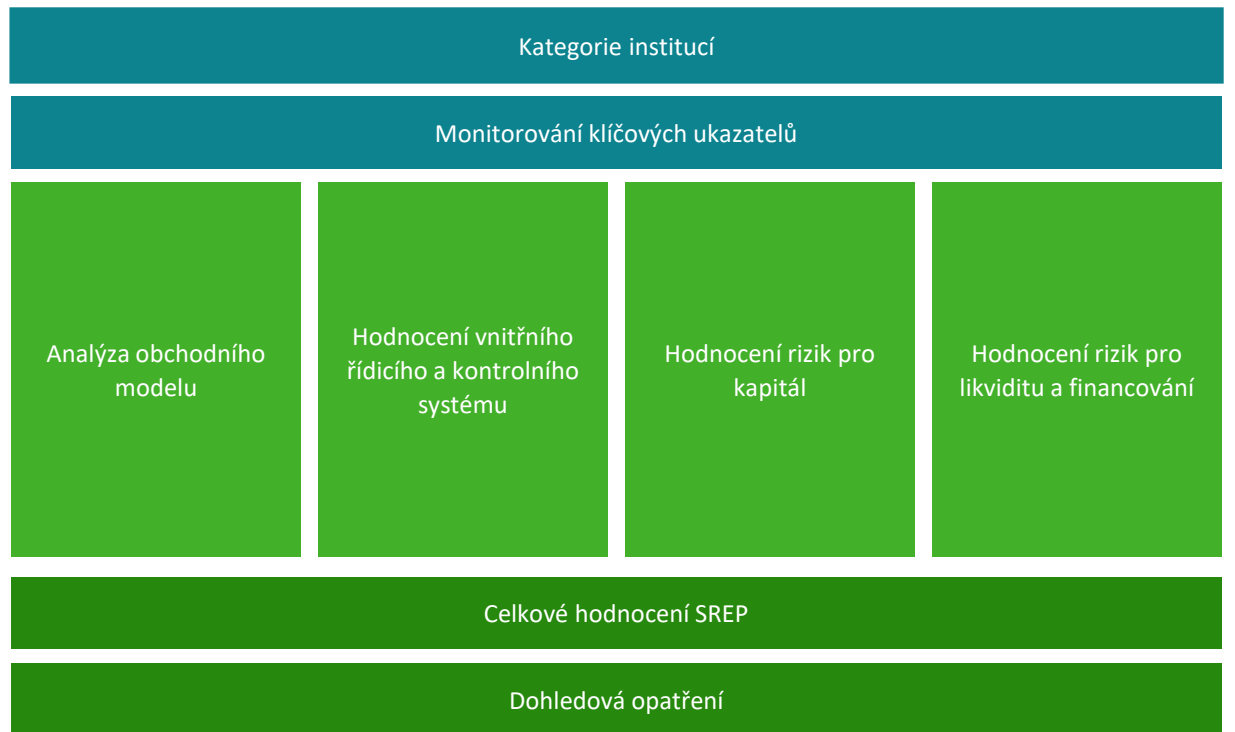 Kategorie institucí
Monitorování klíčových ukazatelů
Analýza obchodního
modelu
Hodnocení vnitřního
řídicího a kontrolního
systému
Hodnocení rizik pro
kapitál
Hodnocení rizik pro
likviditu a financování
Celkové hodnocení SREP
Dohledová opatření